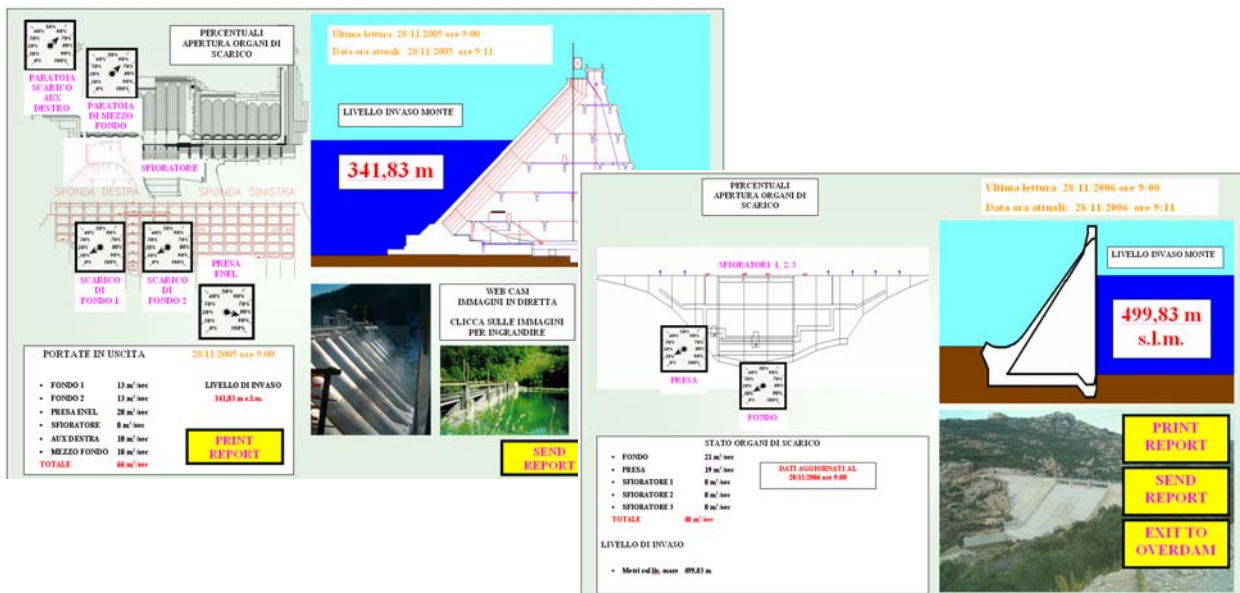 PERCENTUALI
APERTURA ORGANI DI
SCARICO
PARATOIA
SCARICO
AUX
DESTRO
PARATOIA
DI MEZZO
FONDO
SFIORATORE
SPONDA DESTRA
SPONDA SINISTRA
SCARICO
DI
FONDO 1
SCARICO
DI
FONDO 2
PRESA
ENEL
Ultima lettura 28/11/2005 ore 9:00
Data ora attuali: 28/11/2005 ore 9:11
LIVELLO INVASO MONTE
341,83 m
WEB CAM
IMMAGINI IN DIRETTA
CLICCA SULLE IMMAGINI
PER INGRANDIRE
PORTATE IN USCITA 28/11/2005 ore 9:00
• FONDO 1 13 m³/sec
• FONDO 2 13 m³/sec
• PRESA ENEL 20 m³/sec
• SFIORATORE 0 m³/sec
• AUX DESTRA 10 m³/sec
• MEZZO FONDO 10 m³/sec
TOTALE 66 m³/sec
LIVELLO DI INVASO
341,83 m s.l.m.
PRINT
REPORT
SEND
REPORT
PERCENTUALI
APERTURA ORGANI DI
SCARICO
SFIORATORI 1, 2, 3
PRESA
FONDO
Ultima lettura 28/11/2006 ore 9:00
Data ora attuali: 28/11/2006 ore 9:11
LIVELLO INVASO MONTE
499,83 m
s.l.m.
STATO ORGANI DI SCARICO
• FONDO 21 m³/sec
• PRESA 19 m³/sec
• SFIORATORE 1 0 m³/sec
• SFIORATORE 2 0 m³/sec
• SFIORATORE 3 0 m³/sec
TOTALE 40 m³/sec
DATI AGGIORNATI AL
28/11/2006 ore 9:00
LIVELLO DI INVASO
• Metri sul liv. mare 499,83 m
PRINT
REPORT
SEND
REPORT
EXIT TO
OVERDAM